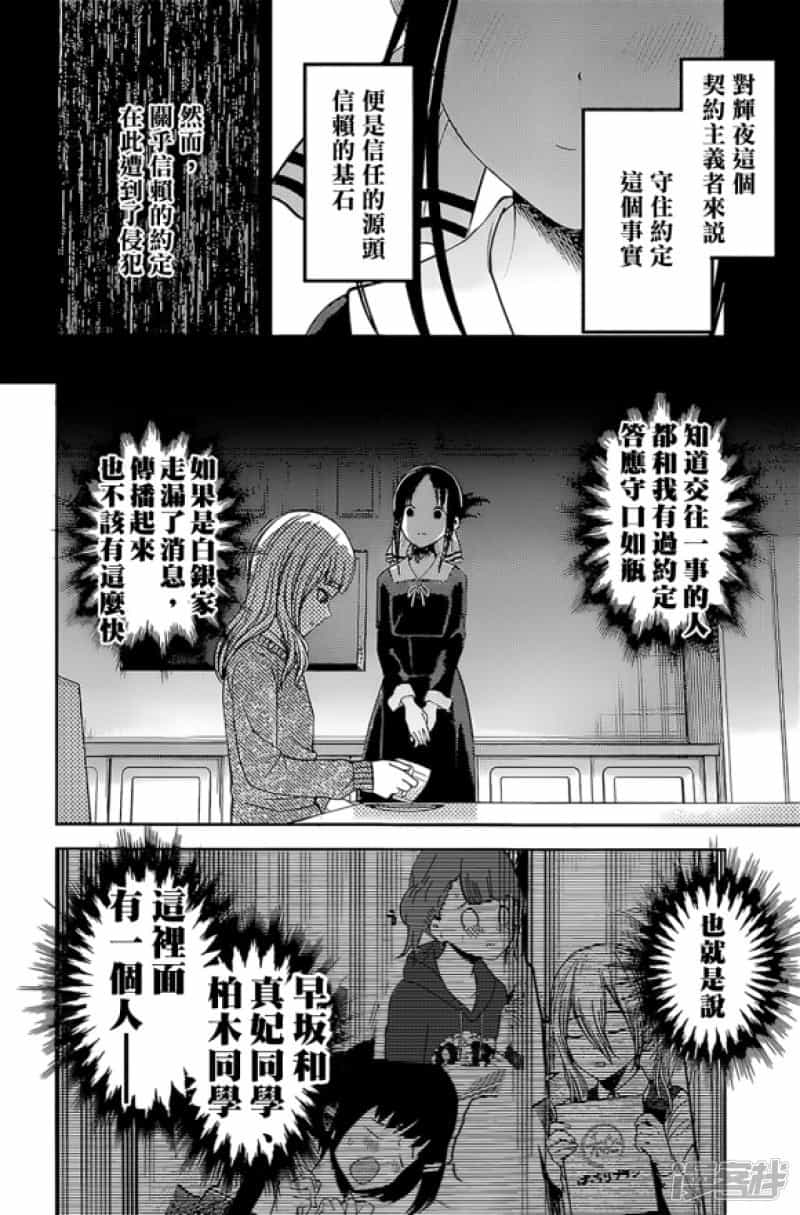 對輝夜這個
契約主義者來說
守住約定
這個事實
便是信任的源頭
信賴的基石
然而，
關乎信賴的約定
在此遭到了侵犯
知道交往一事的人
都和我有過約定
答應守口如瓶
如果是白銀家
走漏了消息，
傳播起來
也不該有這麼快
也就是說
早坂和
真妃同學、
柏木同學
這裡面
有一個人——
漫客栈